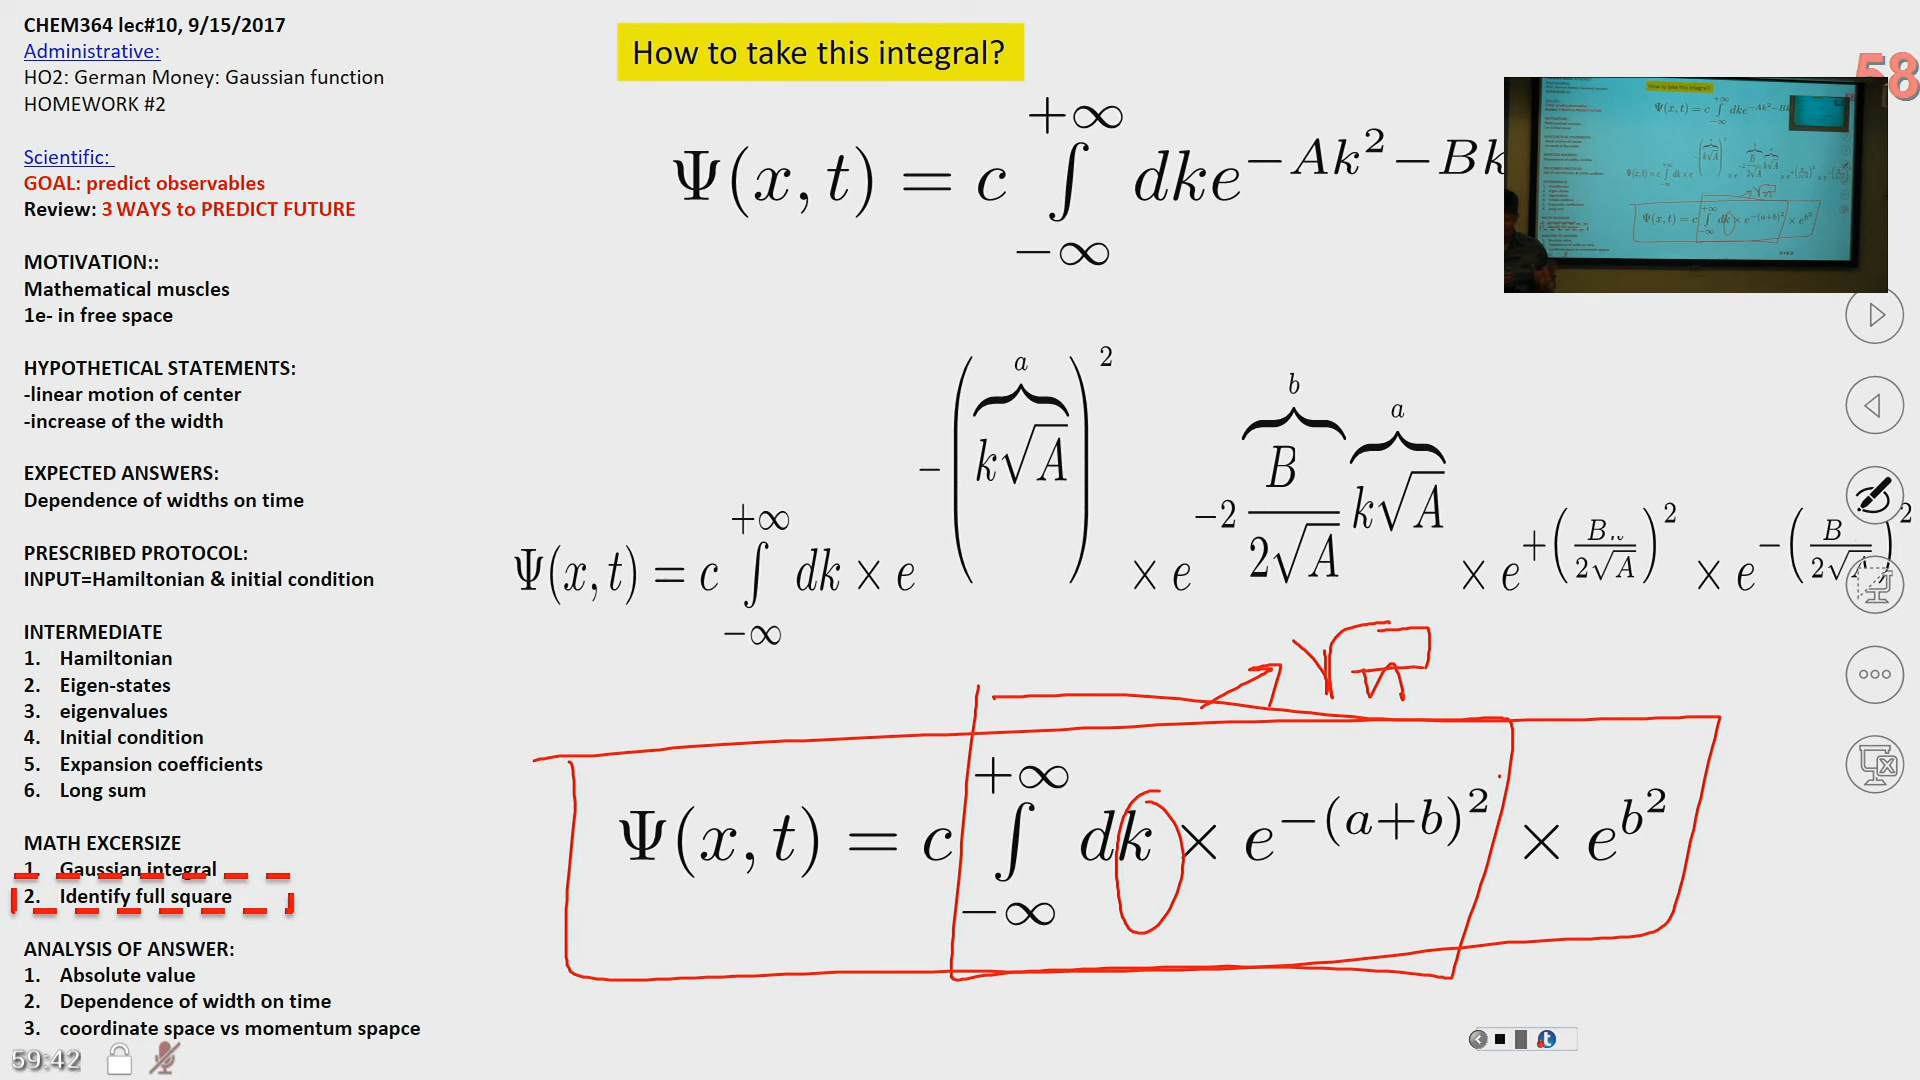 CHEM364 lec#10, 9/15/2017
Administrative:
HO2: German Money: Gaussian function
HOMEWORK #2
Scientific:
GOAL: predict observables
Review: 3 WAYS to PREDICT FUTURE
MOTIVATION::
Mathematical muscles
1e- in free space
HYPOTHETICAL STATEMENTS:
-linear motion of center
-increase of the width
EXPECTED ANSWERS:
Dependence of widths on time
PRESCRIBED PROTOCOL:
INPUT=Hamiltonian & initial condition
INTERMEDIATE
1. Hamiltonian
2. Eigen-states
3. eigenvalues
4. Initial condition
5. Expansion coefficients
6. Long sum
MATH EXCERSIZE
1. Gaussian integral
2. Identify full square
ANALYSIS OF ANSWER:
1. Absolute value
2. Dependence of width on time
3. coordinate space vs momentum spapce
59:42
How to take this integral?
58
Ψ(x, t) = c ∫_{−∞}^{+∞} dke^{−Ak² −Bk}
Ψ(x, t) = c ∫_{−∞}^{+∞} dk × e^{−(k√A)²} × e^{−2 B/(2√A) k√A} × e^{+(B/(2√A))²} × e^{−(B/(2√A))²}
a
b
a
√π
Ψ(x, t) = c ∫_{−∞}^{+∞} dk × e^{−(a+b)²} × e^{b²}